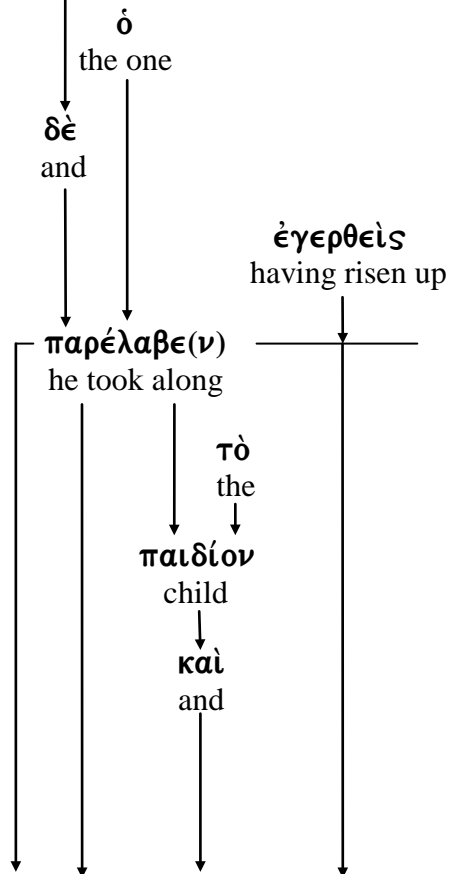 ὁ
the one
δὲ
and
ἐγερθεὶς
having risen up
παρέλαβε(ν)
he took along
τὸ
the
παιδίον
child
καὶ
and